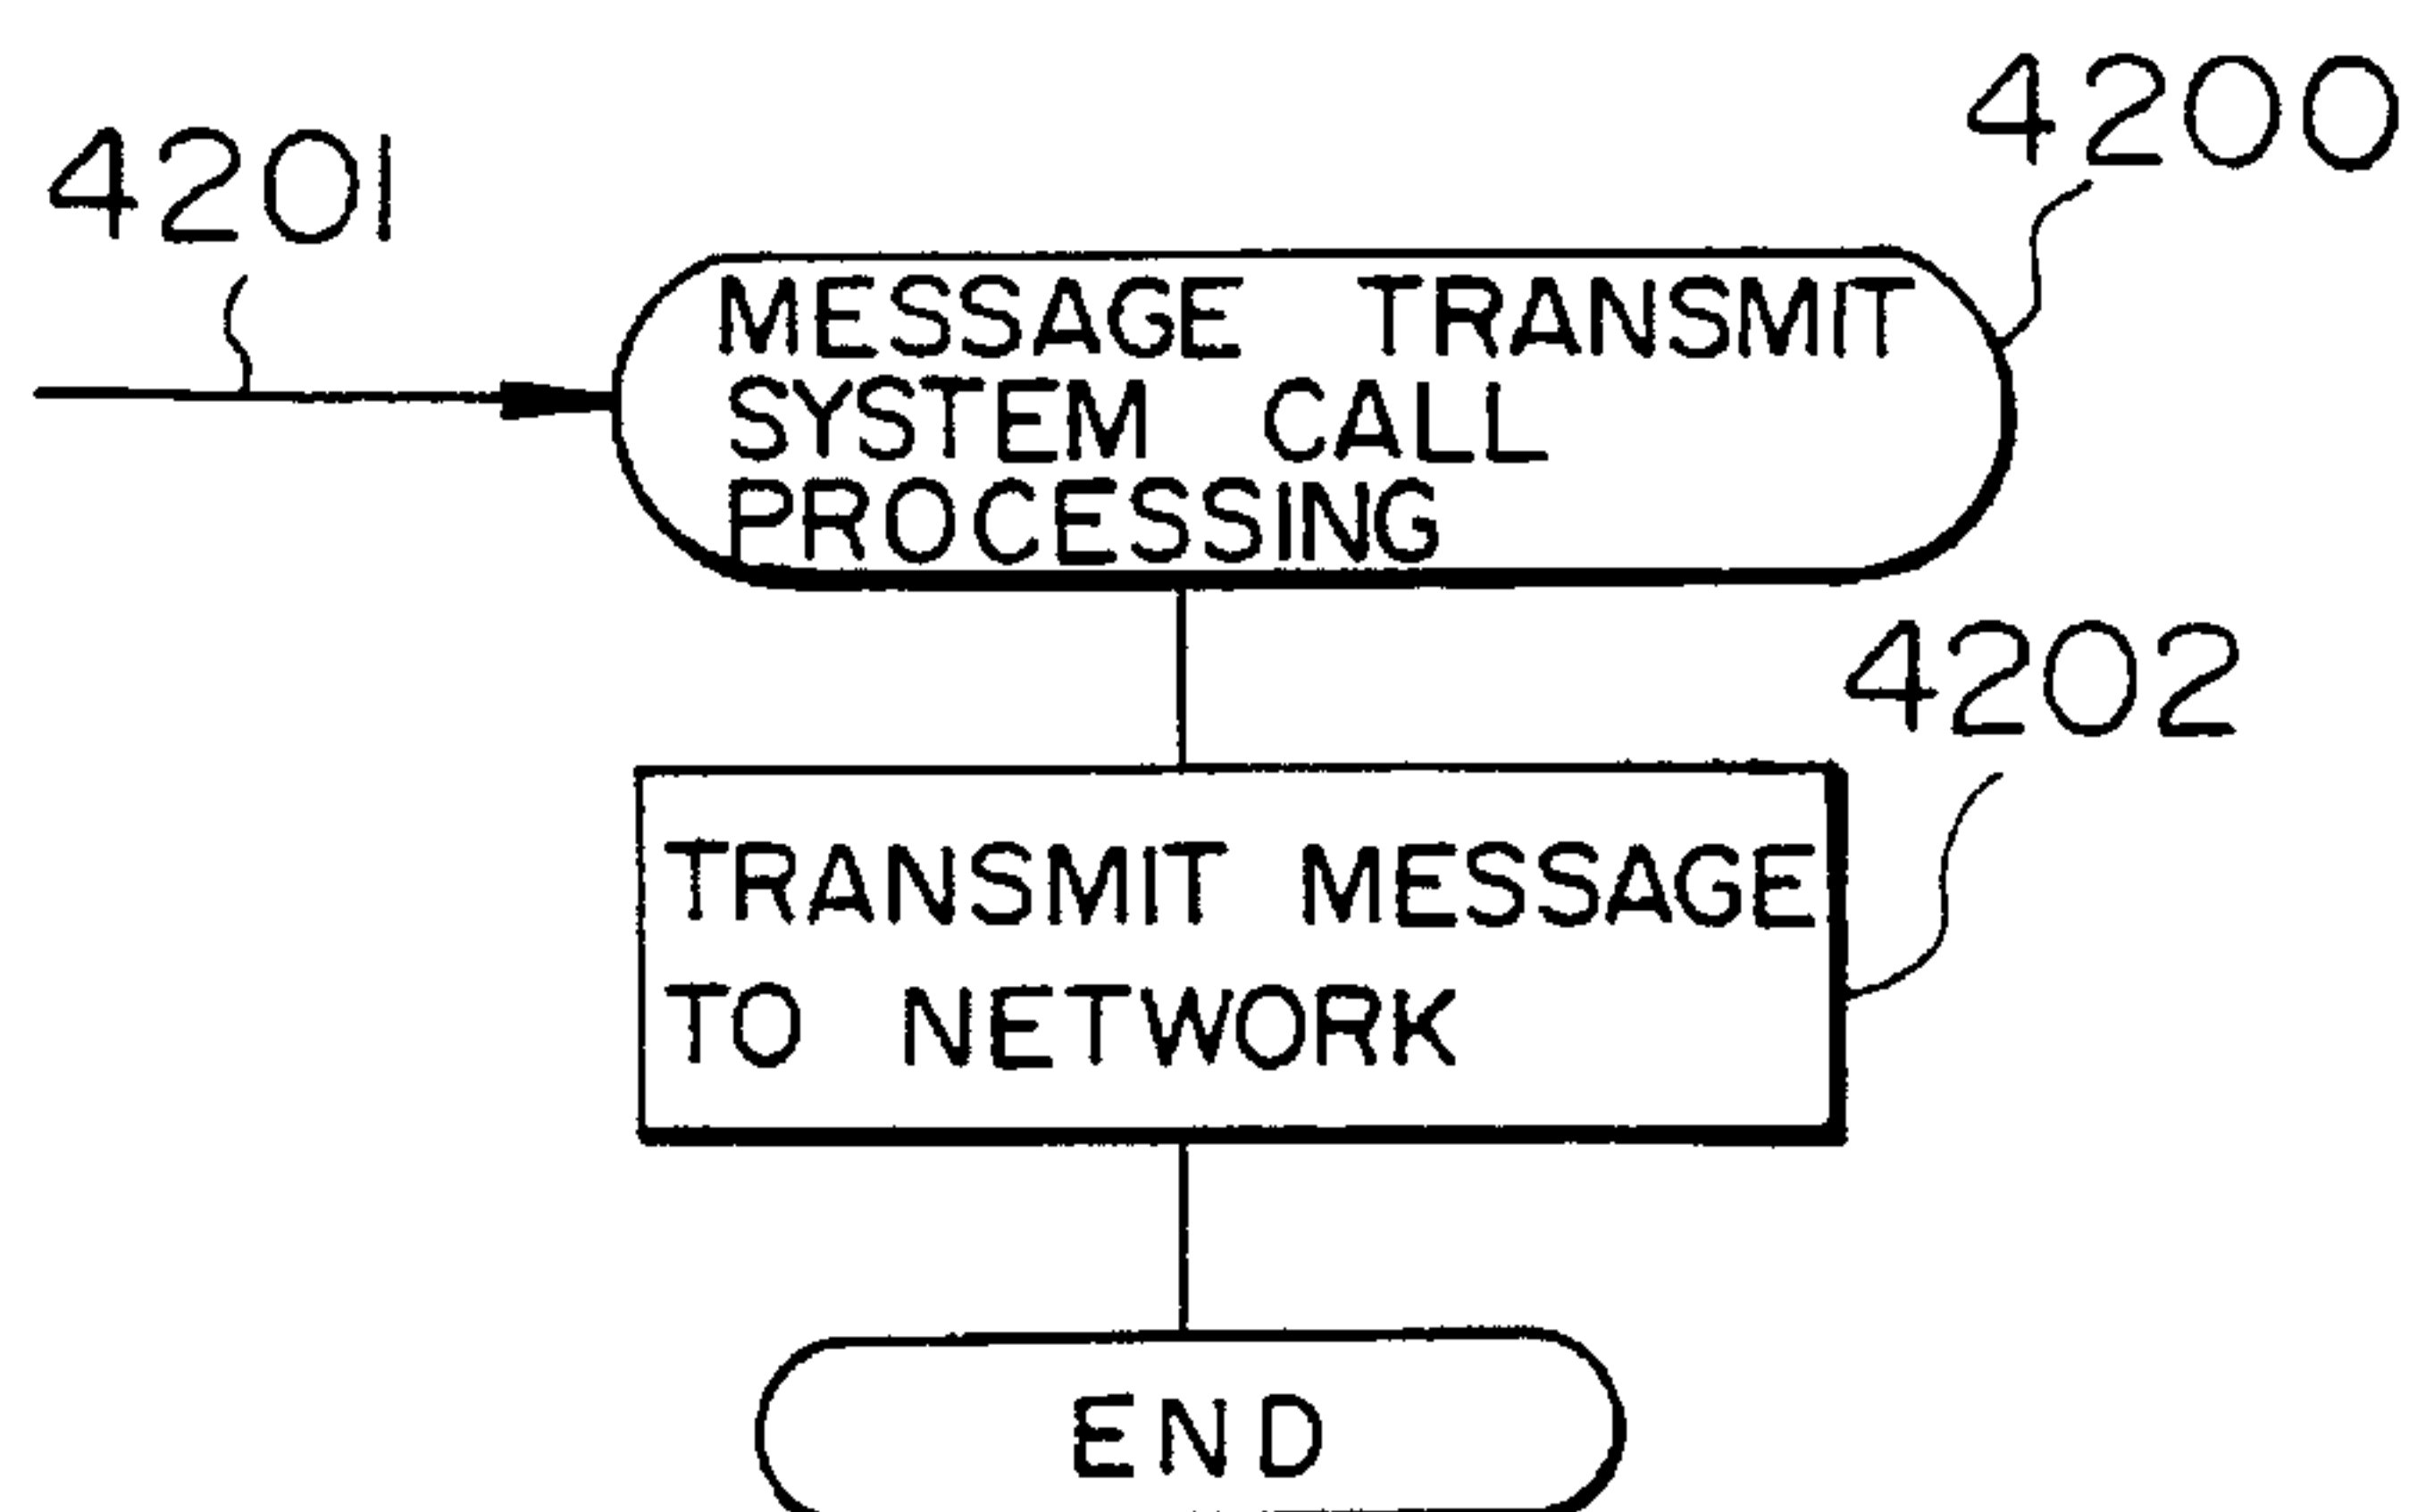 4200
4201
MESSAGE TRANSMIT
SYSTEM CALL
PROCESSING
4202
TRANSMIT MESSAGE
TO NETWORK
END